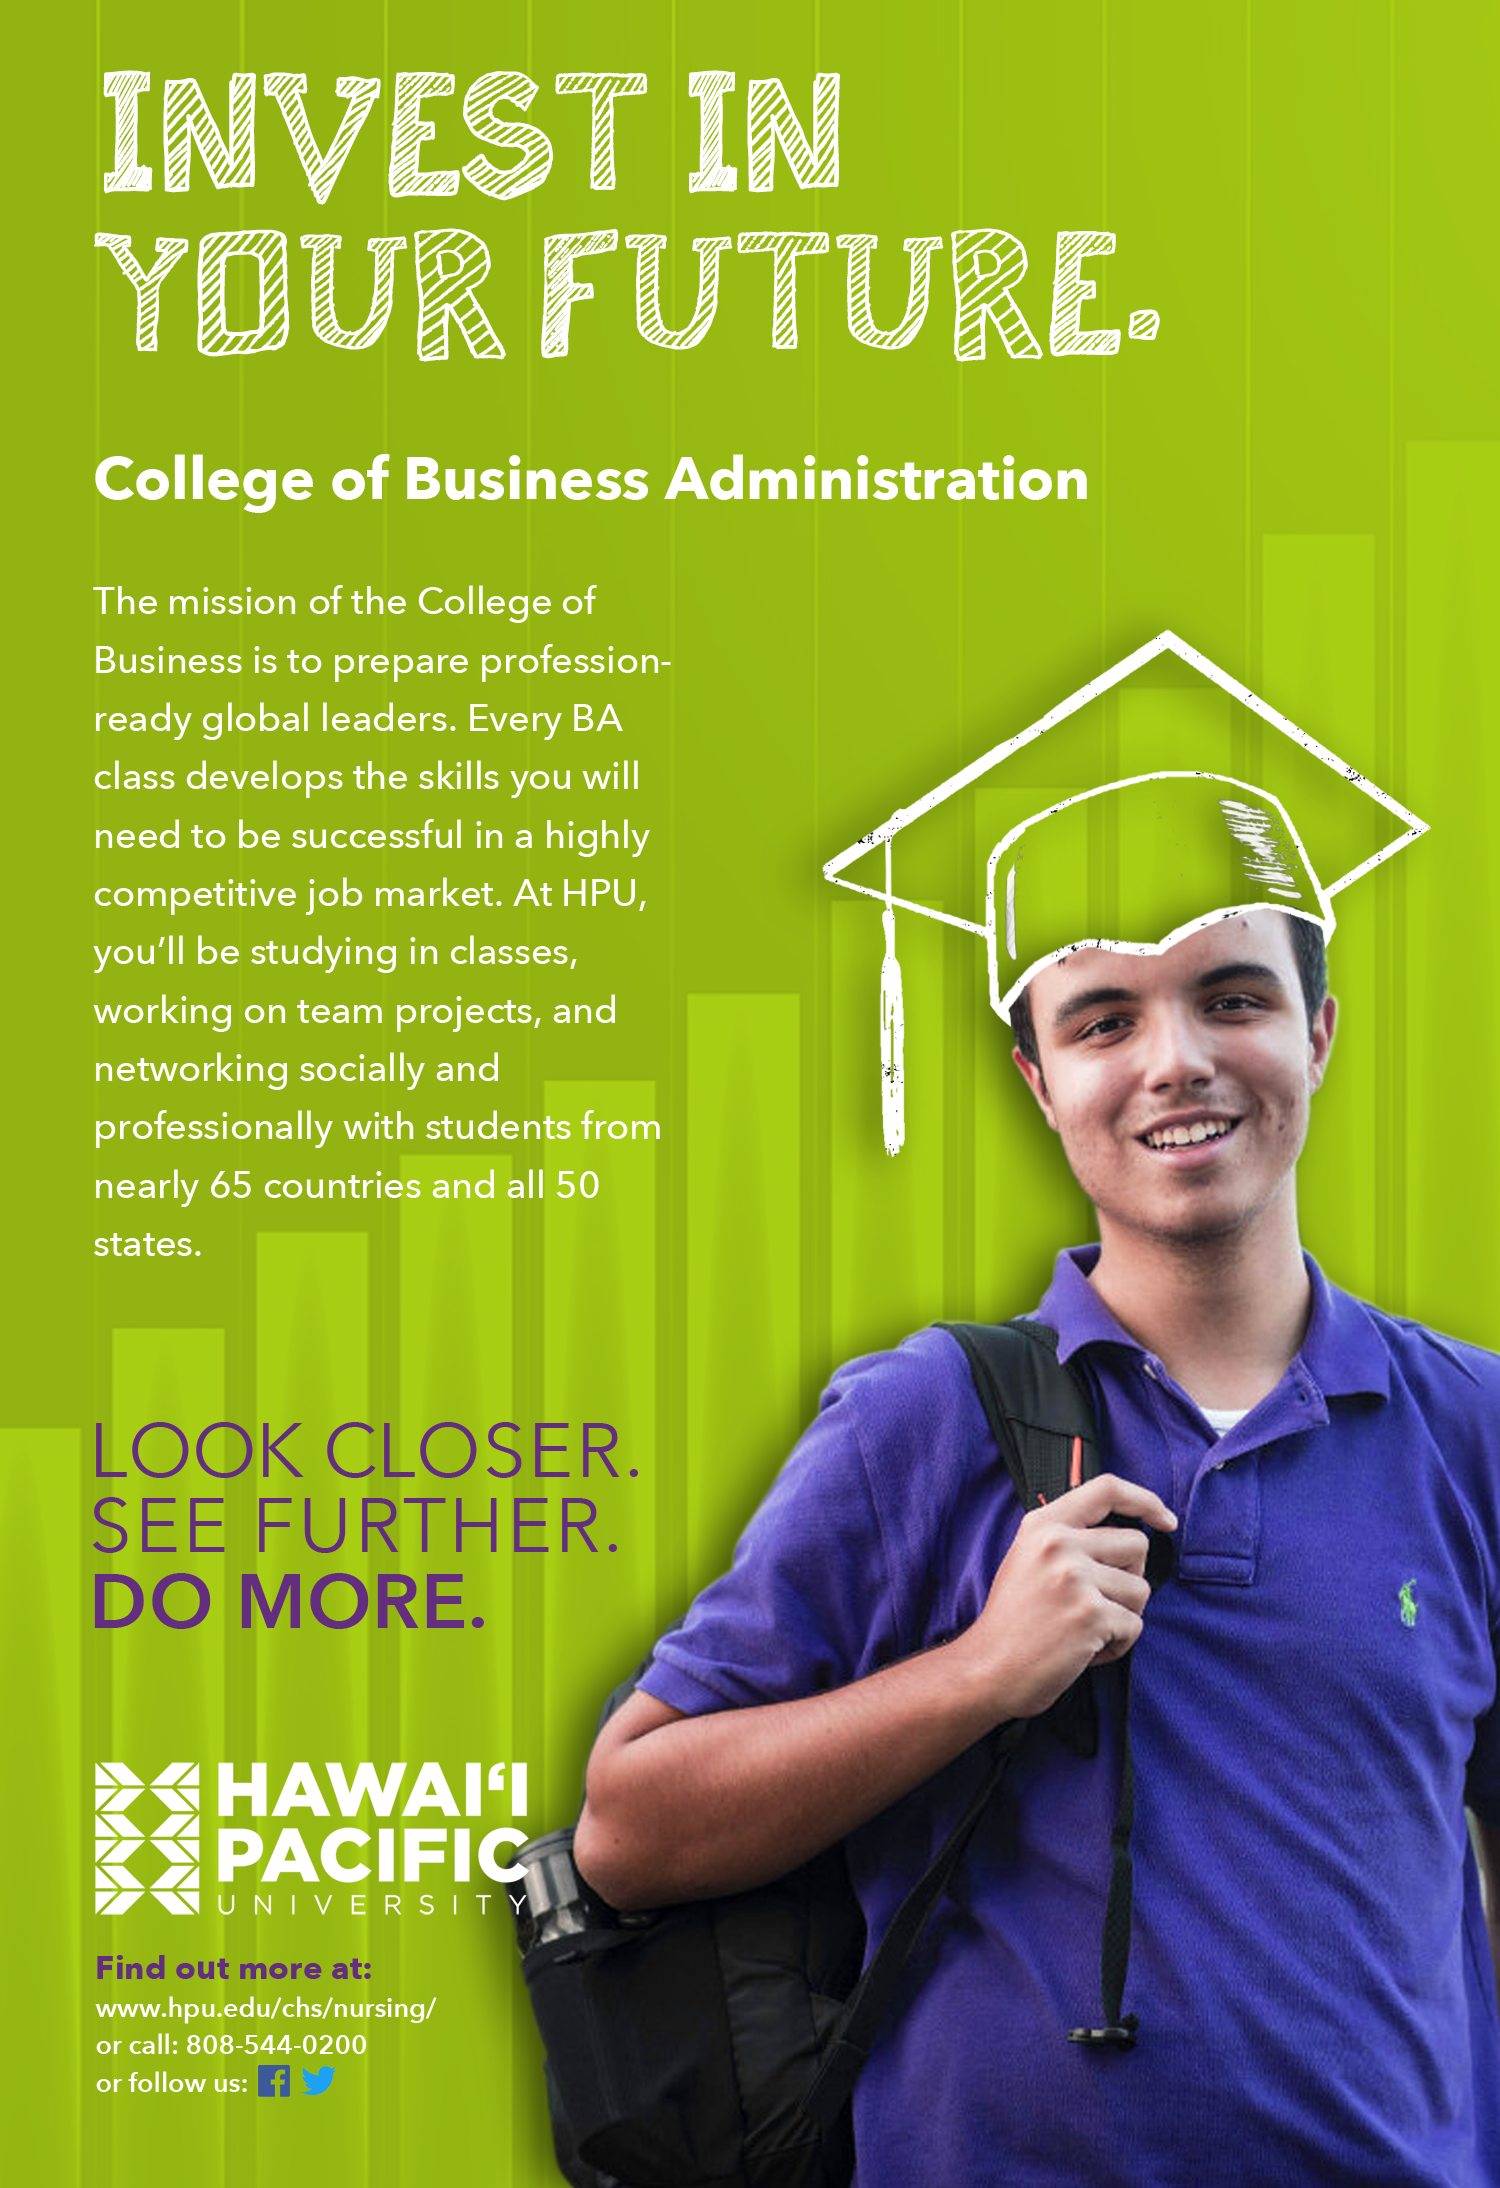 INVEST IN
YOUR FUTURE.
College of Business Administration
The mission of the College of
Business is to prepare profession-
ready global leaders. Every BA
class develops the skills you will
need to be successful in a highly
competitive job market. At HPU,
you’ll be studying in classes,
working on team projects, and
networking socially and
professionally with students from
nearly 65 countries and all 50
states.
LOOK CLOSER.
SEE FURTHER.
DO MORE.
HAWAIʻI
PACIFIC
UNIVERSITY
Find out more at:
www.hpu.edu/chs/nursing/
or call: 808-544-0200
or follow us: